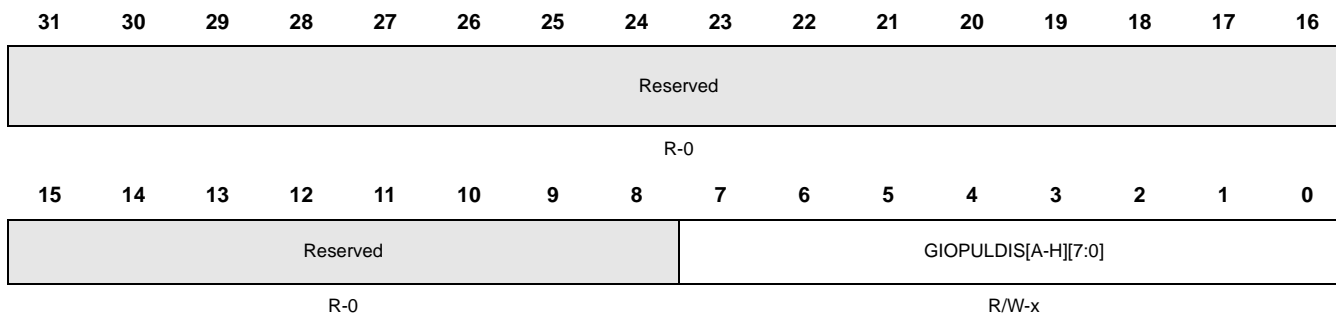 31 30 29 28 27 26 25 24 23 22 21 20 19 18 17 16
Reserved
R-0
15 14 13 12 11 10 9 8 7 6 5 4 3 2 1 0
Reserved GIOPULDIS[A-H][7:0]
R-0 R/W-x